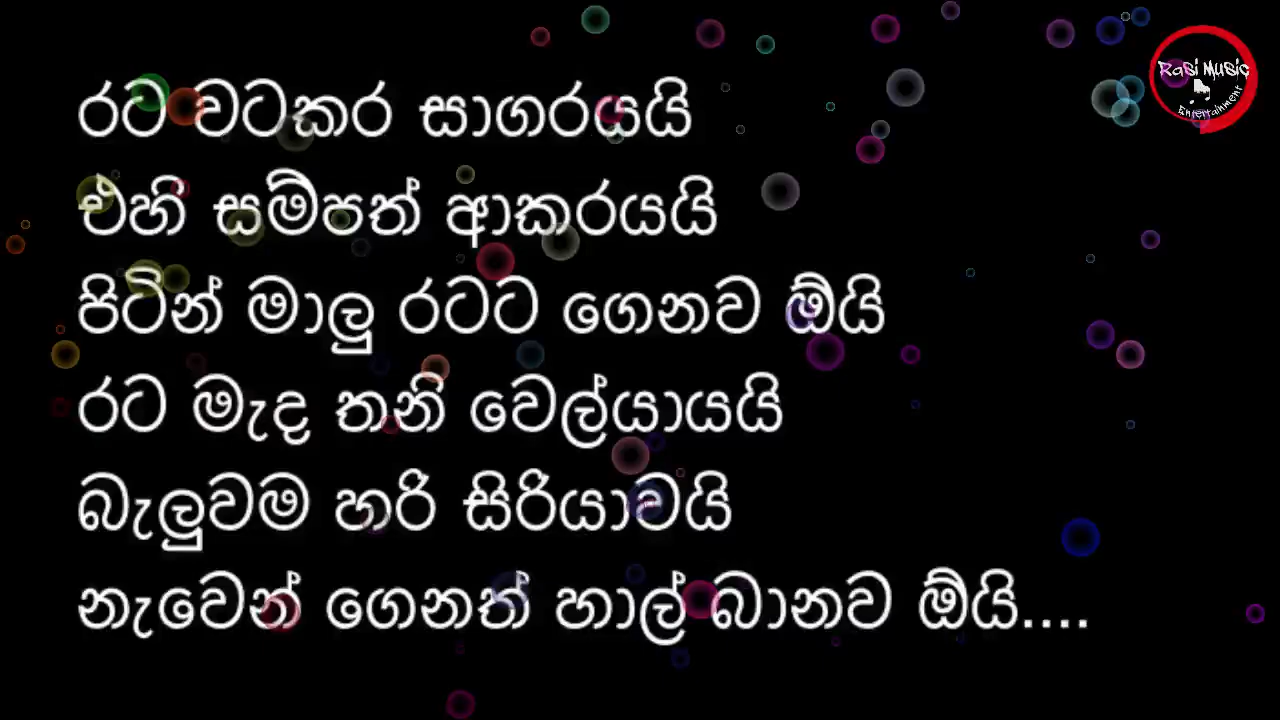 රට වටකර සාගරයයි
එහි සම්පත් ආකරයයි
පිටින් මාලු රටට ගෙනව ඕයි
රට මැද තනි වෙල්යායයි
බැලුවම හරි සිරියාවයි
නැවෙන් ගෙනත් හාල් බානව ඕයි....
Rasi Music
Entertainment